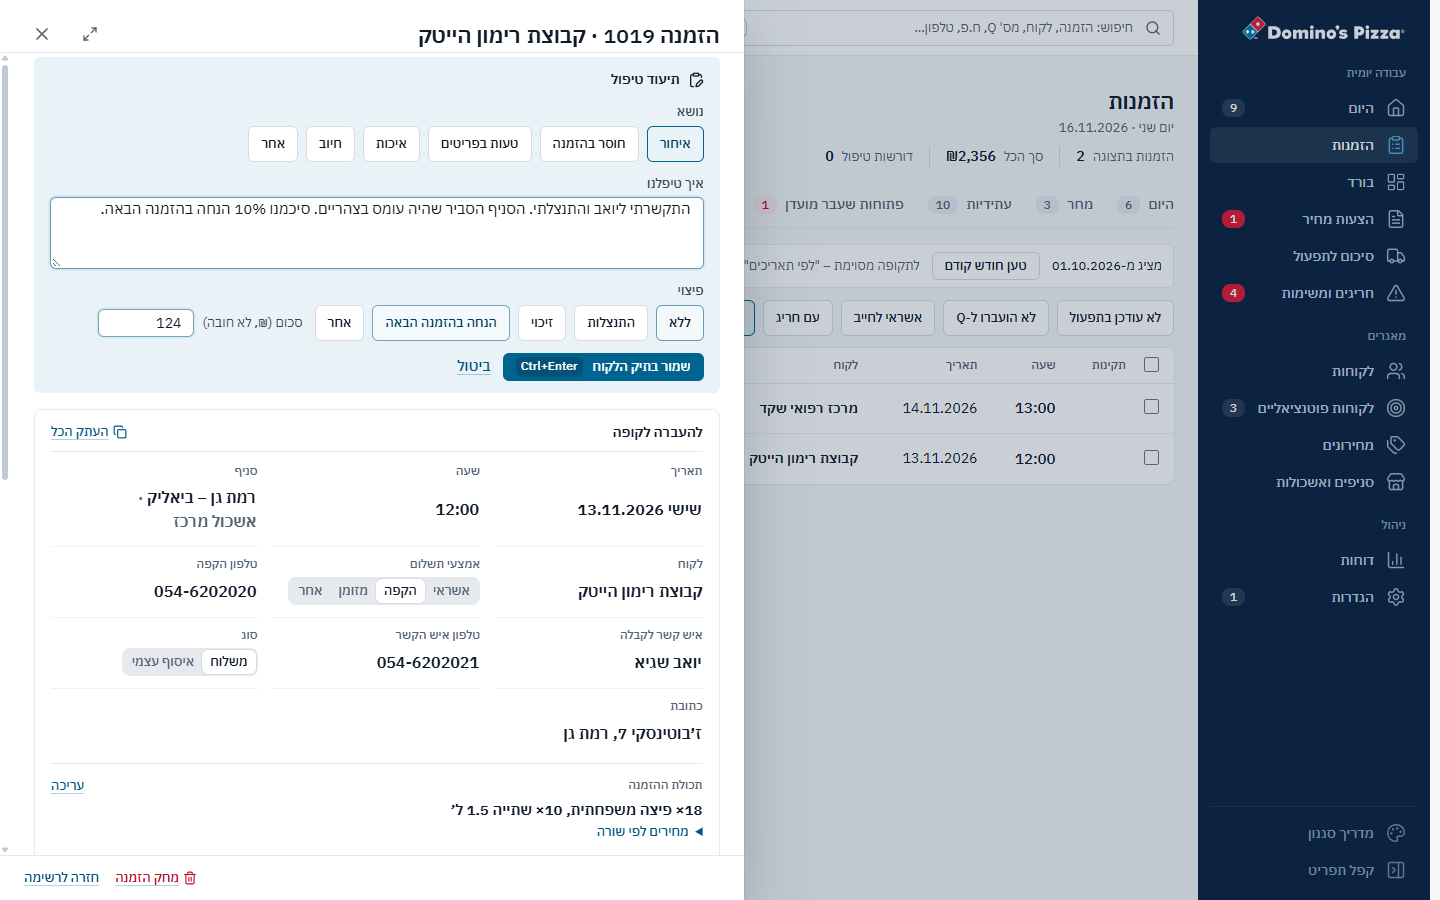 Domino's Pizza
עבודה יומית
היום 9
הזמנות
בורד
הצעות מחיר 1
סיכום לתפעול
חריגים ומשימות 4
מאגרים
לקוחות
לקוחות פוטנציאליים 3
מחירונים
סניפים ואשכולות
ניהול
דוחות
הגדרות 1
מדריך סגנון
קפל תפריט
חיפוש: הזמנה, לקוח, מס' Q, ח.פ, טלפון...
הזמנות
יום שני · 16.11.2026
הזמנות בתצוגה 2
סך הכל ₪2,356
דורשות טיפול 0
היום 6
מחר 3
עתידיות 10
פתוחות שעבר מועדן 1
מציג מ-01.10.2026
טען חודש קודם
לתקופה מסוימת – "לפי תאריכים"
לא עודכן בתפעול
לא הועברו ל-Q
אשראי לחייב
עם חריג
תקינות שעה תאריך לקוח
13:00 14.11.2026 מרכז רפואי שקד
12:00 13.11.2026 קבוצת רימון הייטק
הזמנה 1019 · קבוצת רימון הייטק
תיעוד טיפול
נושא
איחור
חוסר בהזמנה
טעות בפריטים
איכות
חיוב
אחר
איך טיפלנו
התקשרתי ליואב והתנצלתי. הסניף הסביר שהיה עומס בצהריים. סיכמנו 10% הנחה בהזמנה הבאה.
פיצוי
ללא
התנצלות
זיכוי
הנחה בהזמנה הבאה
אחר
סכום (₪, לא חובה)
124
שמור בתיק הלקוח Ctrl+Enter
ביטול
להעברה לקופה
העתק הכל
תאריך שעה סניף
שישי 13.11.2026 12:00 רמת גן – ביאליק ·
אשכול מרכז
לקוח אמצעי תשלום טלפון הקפה
קבוצת רימון הייטק אשראי הקפה מזומן אחר 054-6202020
איש קשר לקבלה טלפון איש הקשר סוג
יואב שגיא 054-6202021 משלוח איסוף עצמי
כתובת
ז'בוטינסקי 7, רמת גן
תכולת ההזמנה
עריכה
18× פיצה משפחתית, 10× שתייה 1.5 ל'
מחירים לפי שורה
מחק הזמנה
חזרה לרשימה